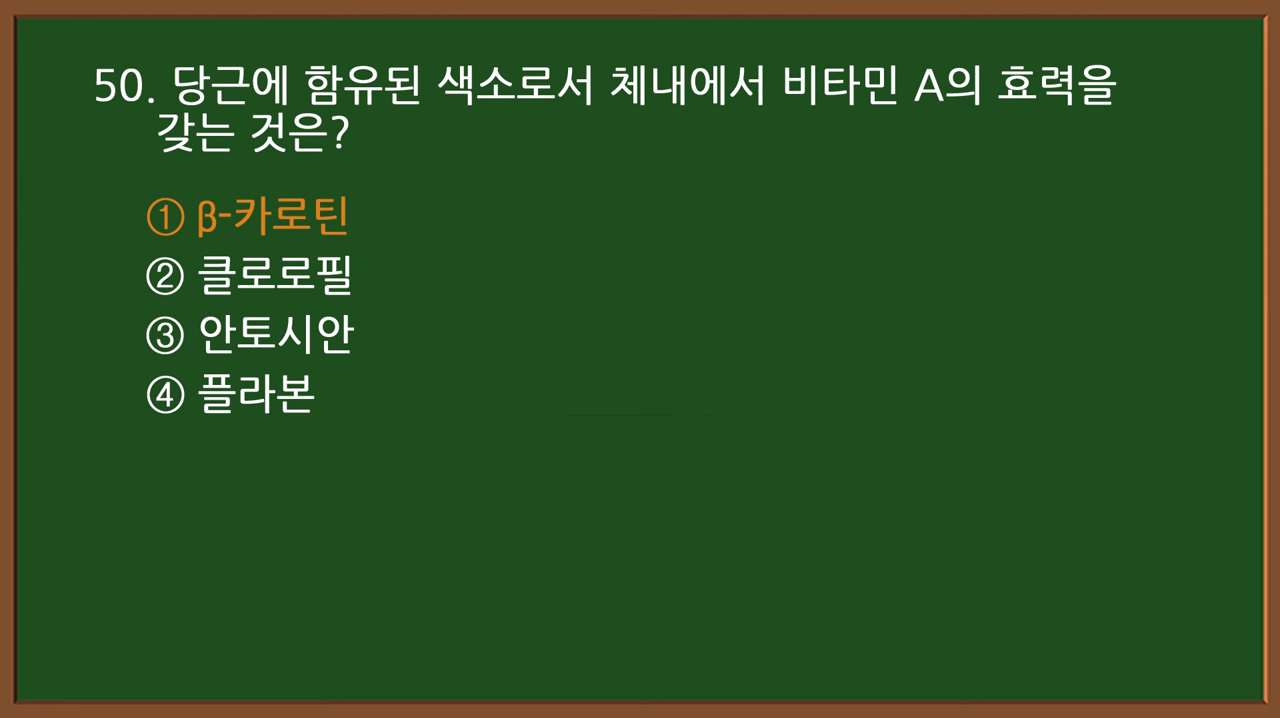 50. 당근에 함유된 색소로서 체내에서 비타민 A의 효력을
갖는 것은?
① β-카로틴
② 클로로필
③ 안토시안
④ 플라본